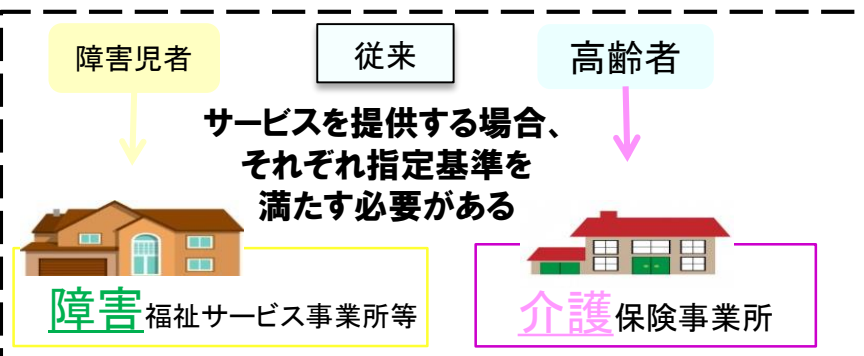 障害児者
従来
高齢者
サービスを提供する場合、
それぞれ指定基準を
満たす必要がある
障害福祉サービス事業所等
介護保険事業所